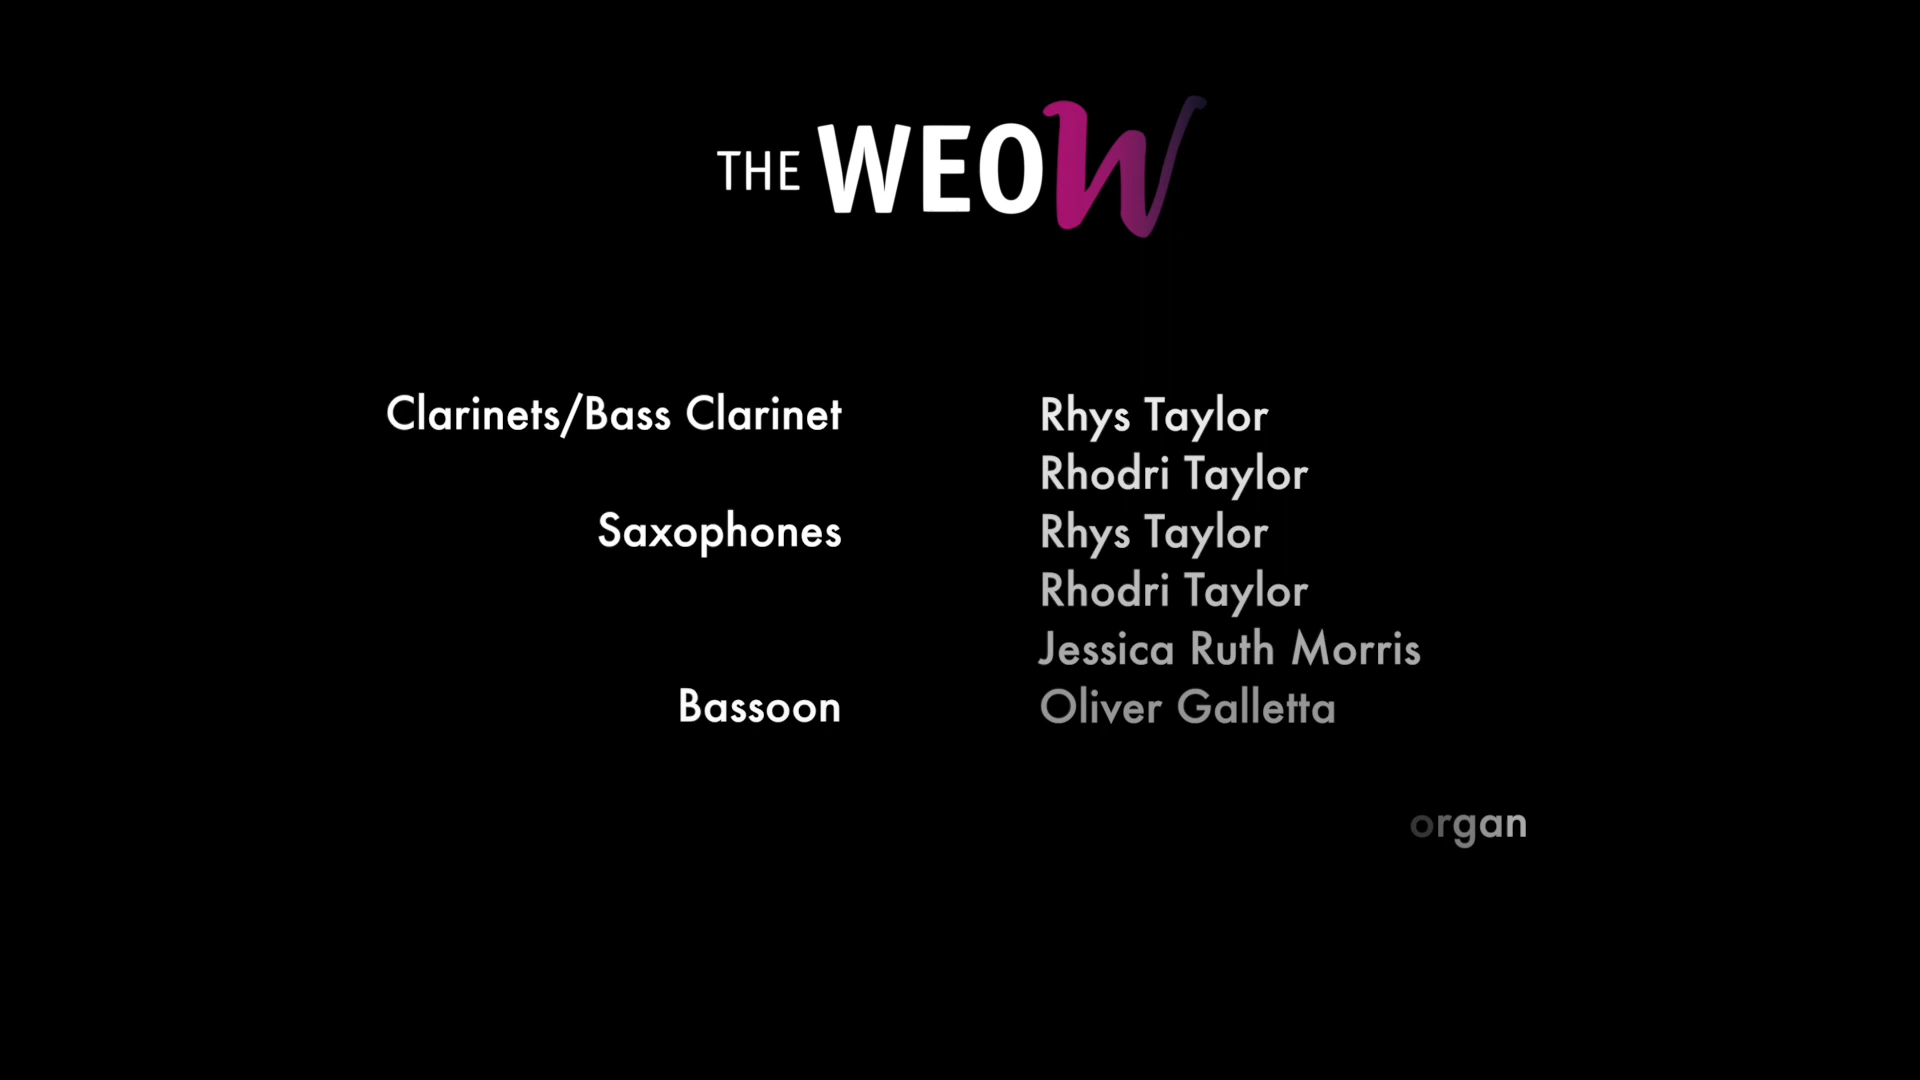 THE WEOW
Clarinets/Bass Clarinet Rhys Taylor
Rhodri Taylor
Saxophones Rhys Taylor
Rhodri Taylor
Jessica Ruth Morris
Bassoon Oliver Galletta
organ